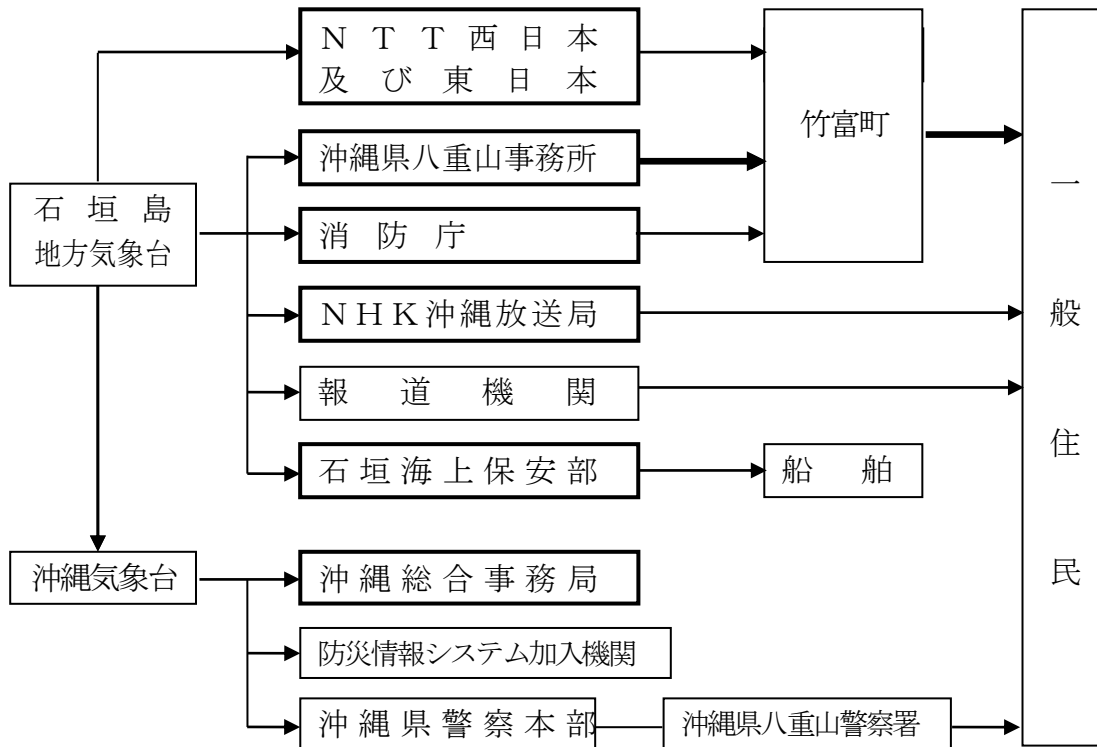 NTT西日本
及び東日本
竹富町
沖縄県八重山事務所
石垣島
地方気象台
消防庁
NHK沖縄放送局
報道機関
石垣海上保安部
船舶
沖縄気象台
沖縄総合事務局
防災情報システム加入機関
沖縄県警察本部
沖縄県八重山警察署
一般住民